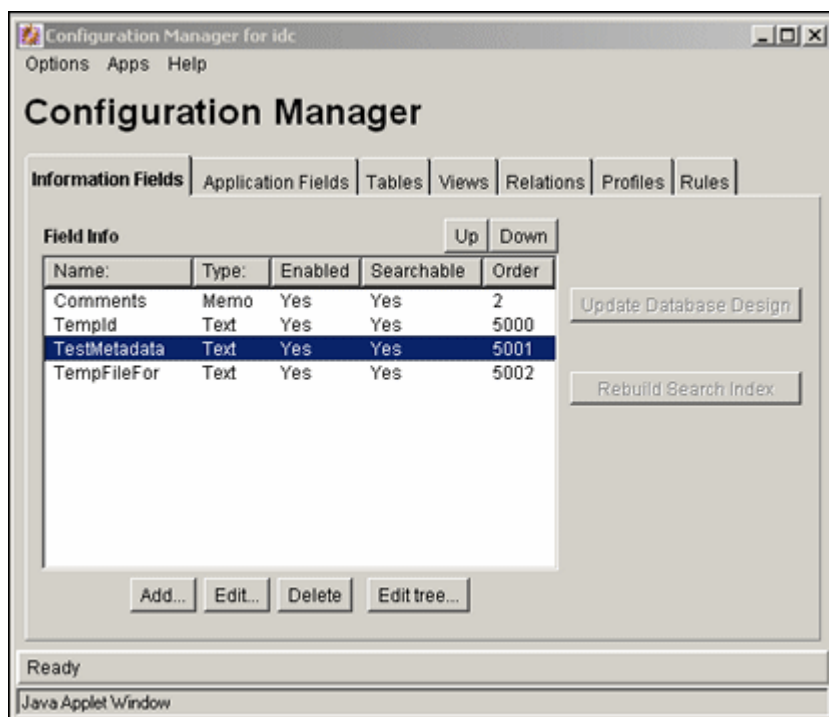 Configuration Manager for idc
Options Apps Help
Configuration Manager
Information Fields Application Fields Tables Views Relations Profiles Rules
Field Info Up Down
Name: Type: Enabled Searchable Order
Comments Memo Yes Yes 2
TempId Text Yes Yes 5000
TestMetadata Text Yes Yes 5001
TempFileFor Text Yes Yes 5002
Update Database Design
Rebuild Search Index
Add... Edit... Delete Edit tree...
Ready
Java Applet Window